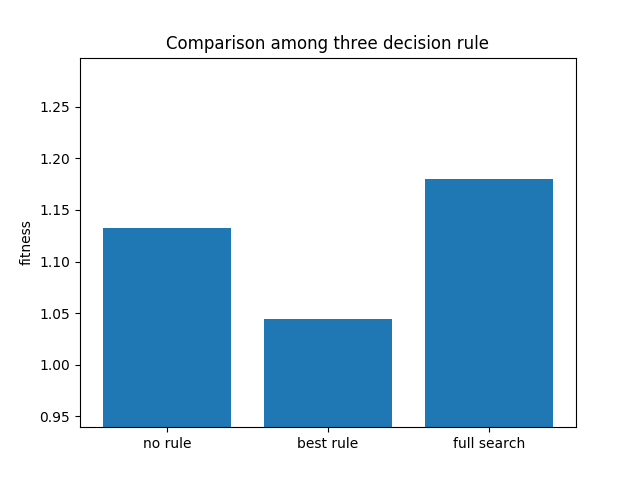 Comparison among three decision rule
fitness
1.25
1.20
1.15
1.10
1.05
1.00
0.95
no rule
best rule
full search